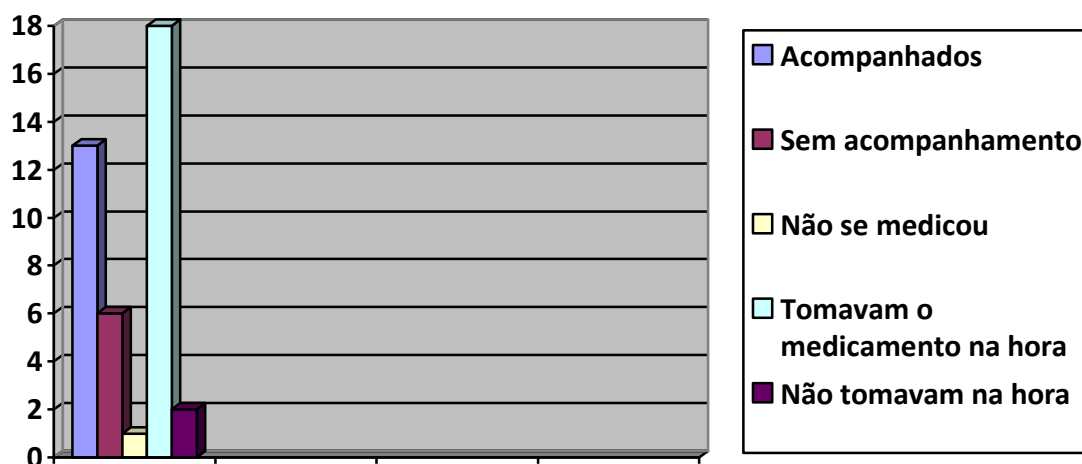 18
16
14
12
10
8
6
4
2
0
Acompanhados
Sem acompanhamento
Não se medicou
Tomavam o
medicamento na hora
Não tomavam na hora